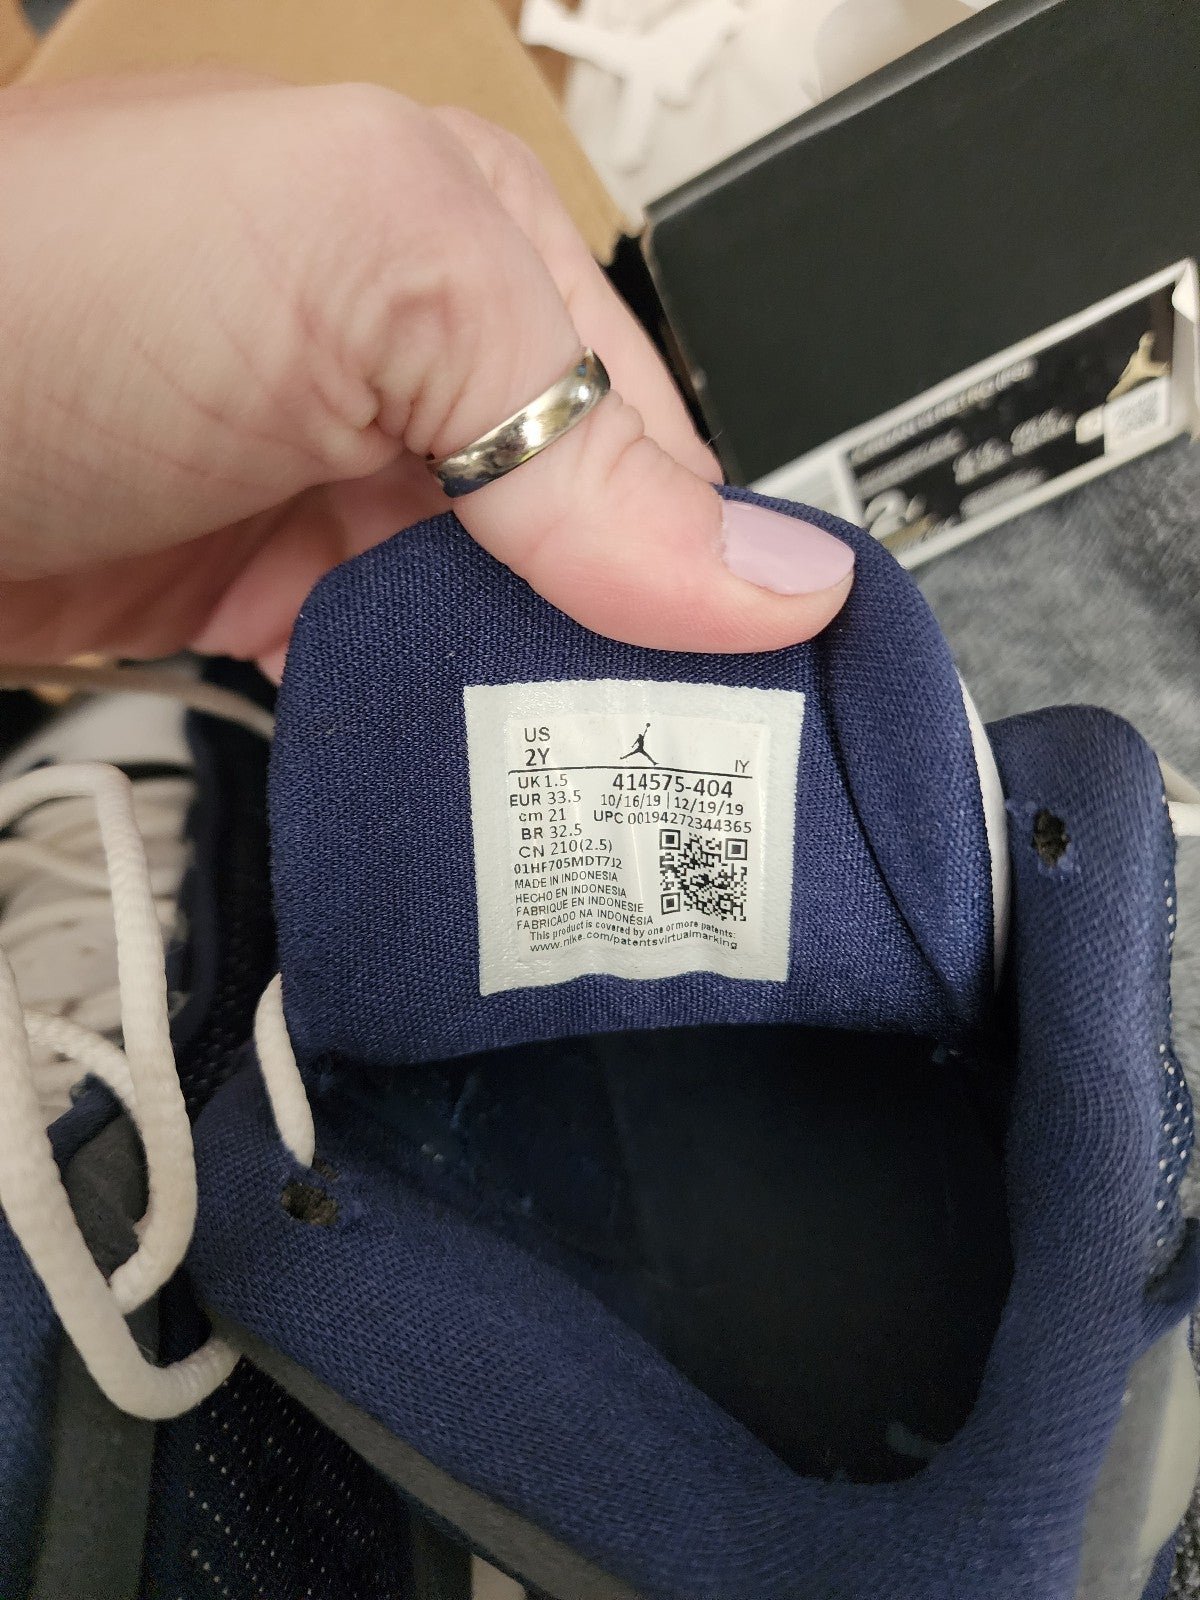 US
2Y
IY
UK 1.5
414575-404
EUR 33.5
10/16/19 | 12/19/19
cm 21
UPC 00194272344365
BR 32.5
CN 210(2.5)
01HF705MDT7J2
MADE IN INDONESIA
HECHO EN INDONESIA
FABRIQUE EN INDONESIE
FABRICADO NA INDONÉSIA
This product is covered by one or more patents:
www.nike.com/patentsvirtualmarking